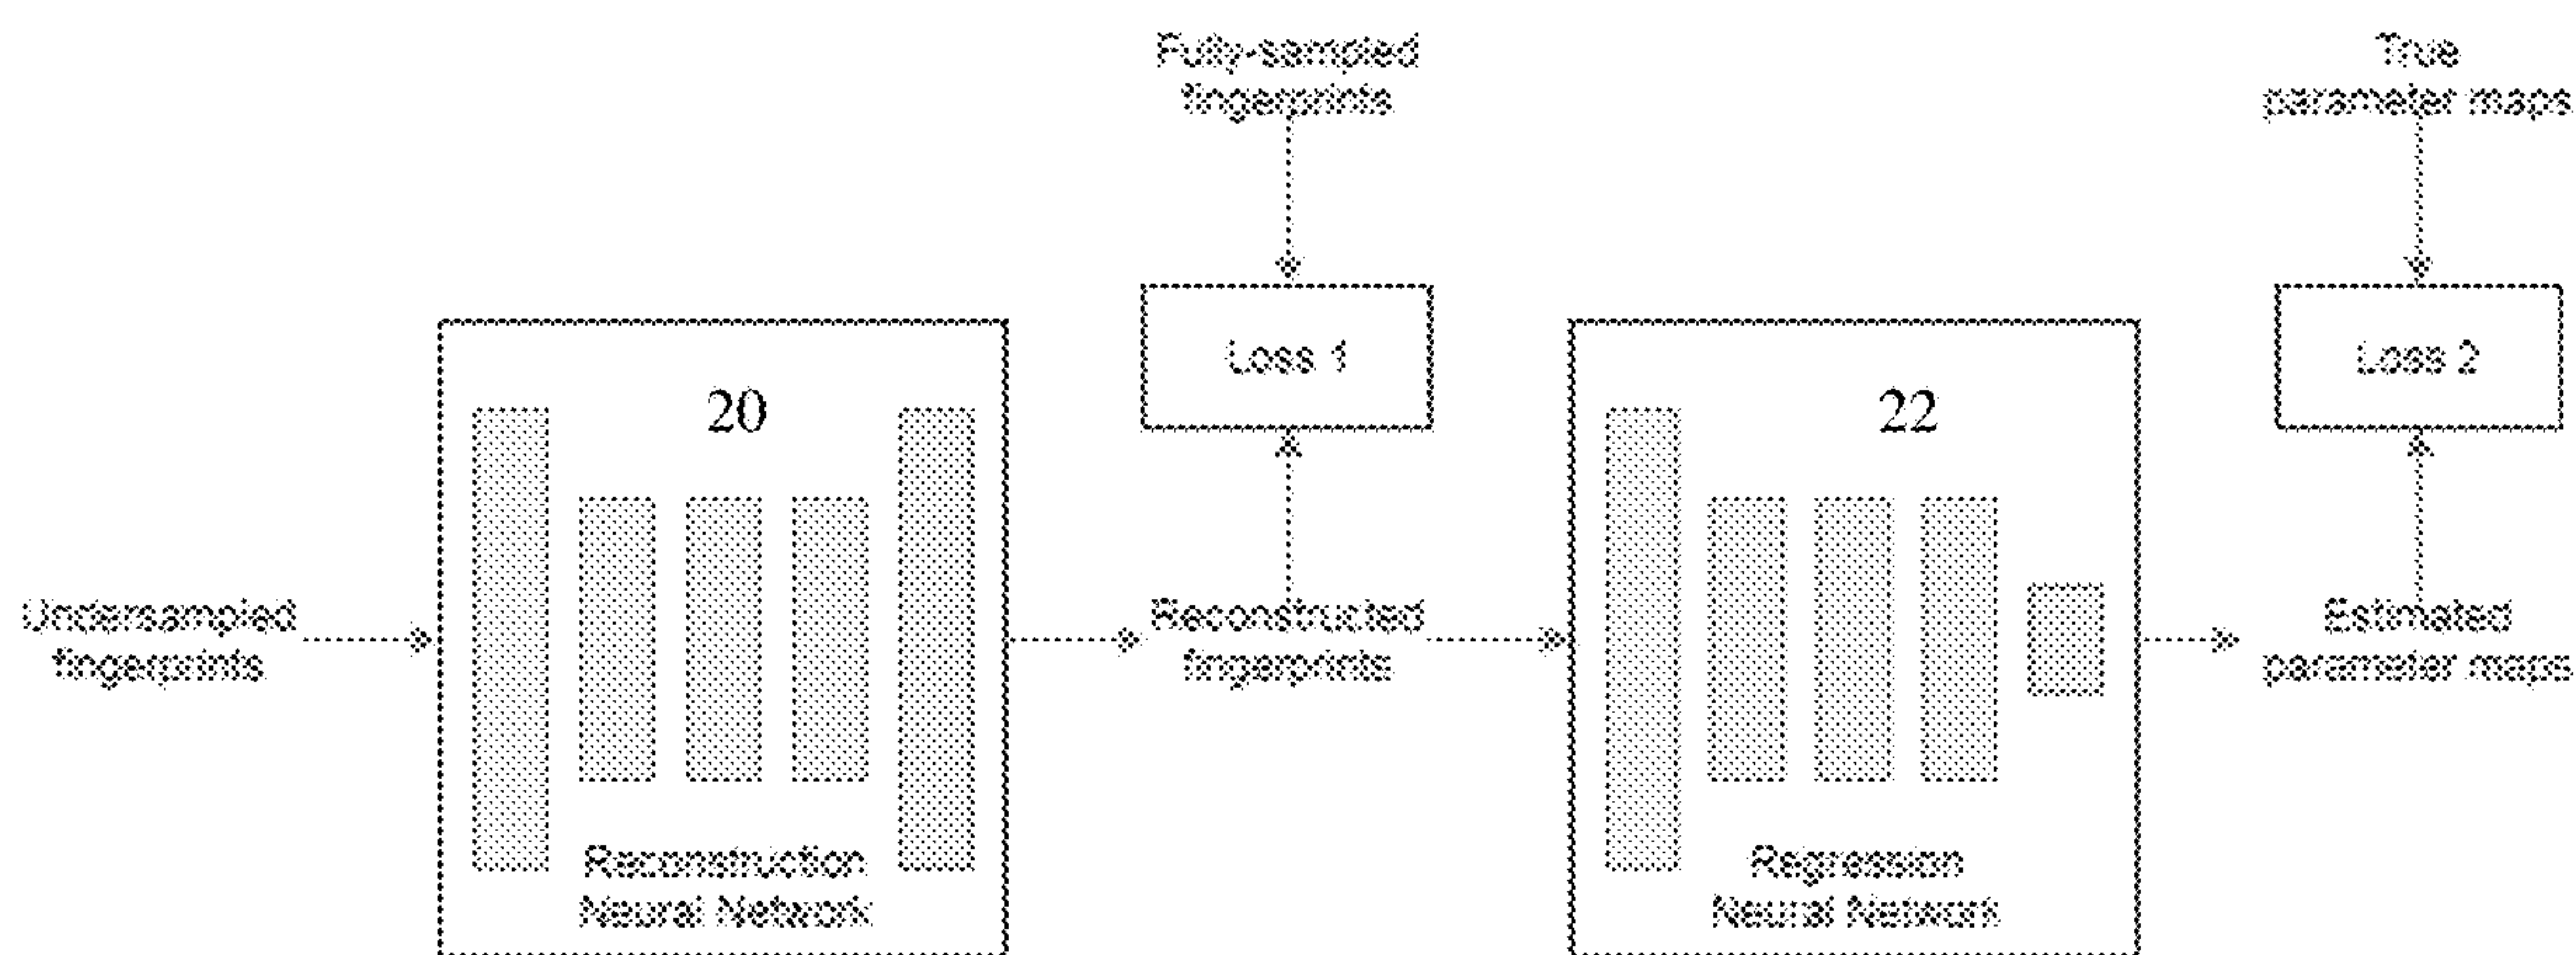 Fully-sampled
fingerprints
True
parameter maps
Loss 1
Loss 2
20
22
Undersampled
fingerprints
Reconstructed
fingerprints
Estimated
parameter maps
Reconstruction
Neural Network
Regression
Neural Network